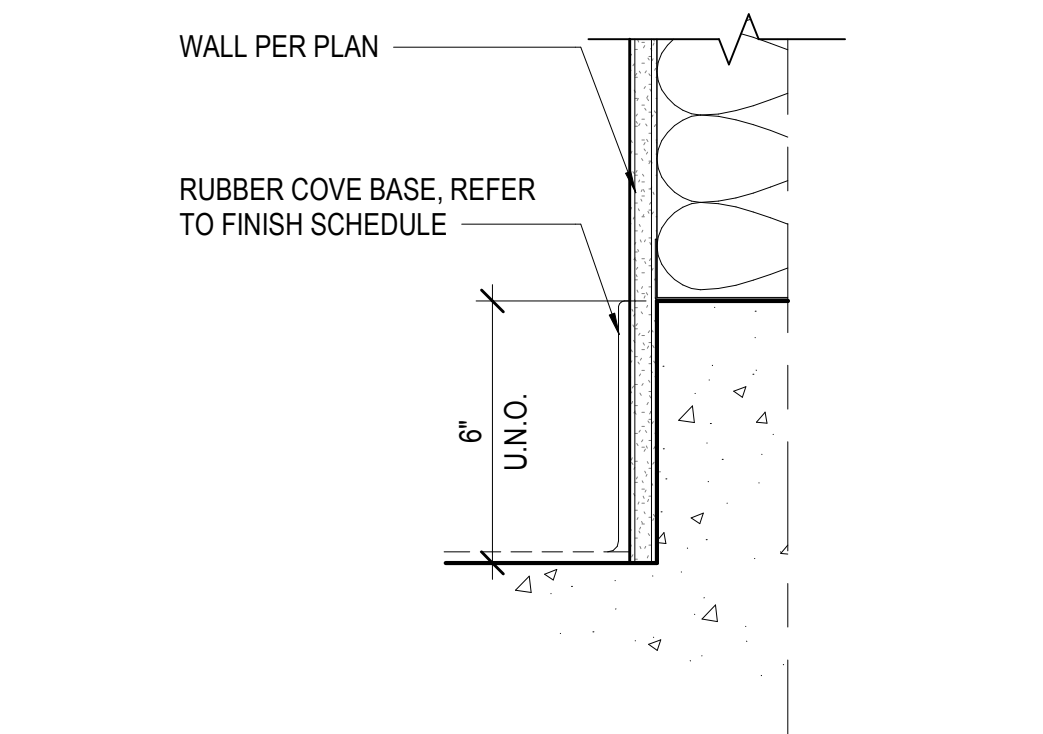 WALL PER PLAN
RUBBER COVE BASE, REFER
TO FINISH SCHEDULE
6"
U.N.O.